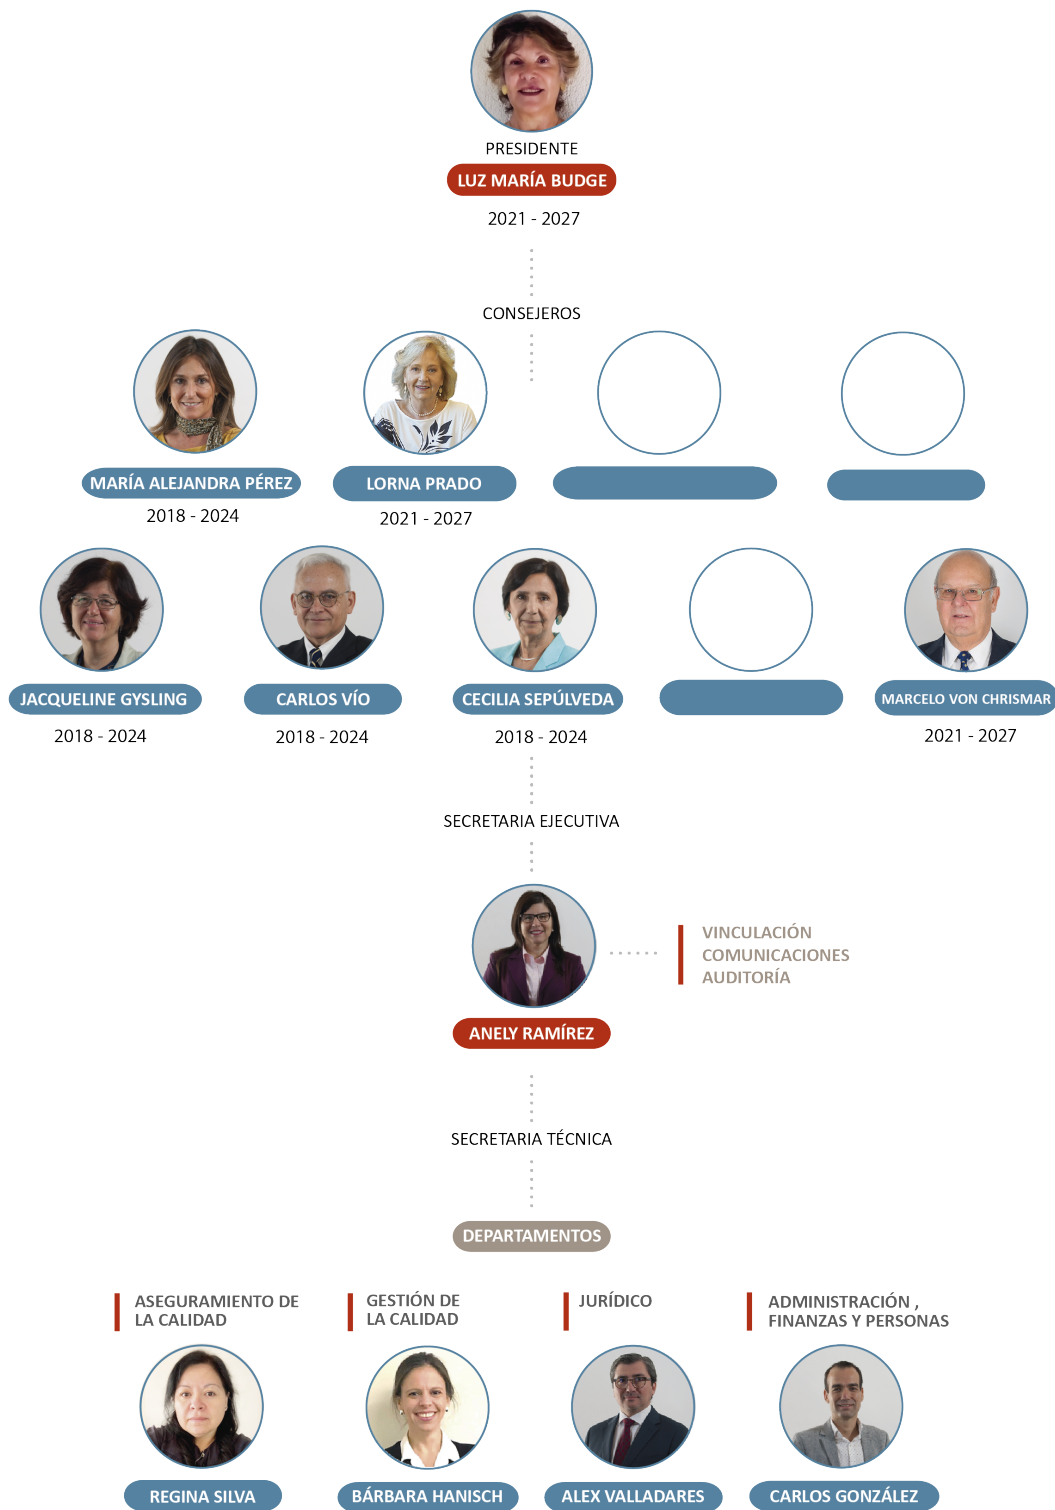 PRESIDENTE
LUZ MARÍA BUDGE
2021 - 2027
CONSEJEROS
MARÍA ALEJANDRA PÉREZ
LORNA PRADO
2018 - 2024
2021 - 2027
JACQUELINE GYSLING
CARLOS VÍO
CECILIA SEPÚLVEDA
MARCELO VON CHRISMAR
2018 - 2024
2018 - 2024
2018 - 2024
2021 - 2027
SECRETARIA EJECUTIVA
VINCULACIÓN
COMUNICACIONES
AUDITORÍA
ANELY RAMÍREZ
SECRETARIA TÉCNICA
DEPARTAMENTOS
ASEGURAMIENTO DE
LA CALIDAD
GESTIÓN DE
LA CALIDAD
JURÍDICO
ADMINISTRACIÓN ,
FINANZAS Y PERSONAS
REGINA SILVA
BÁRBARA HANISCH
ALEX VALLADARES
CARLOS GONZÁLEZ